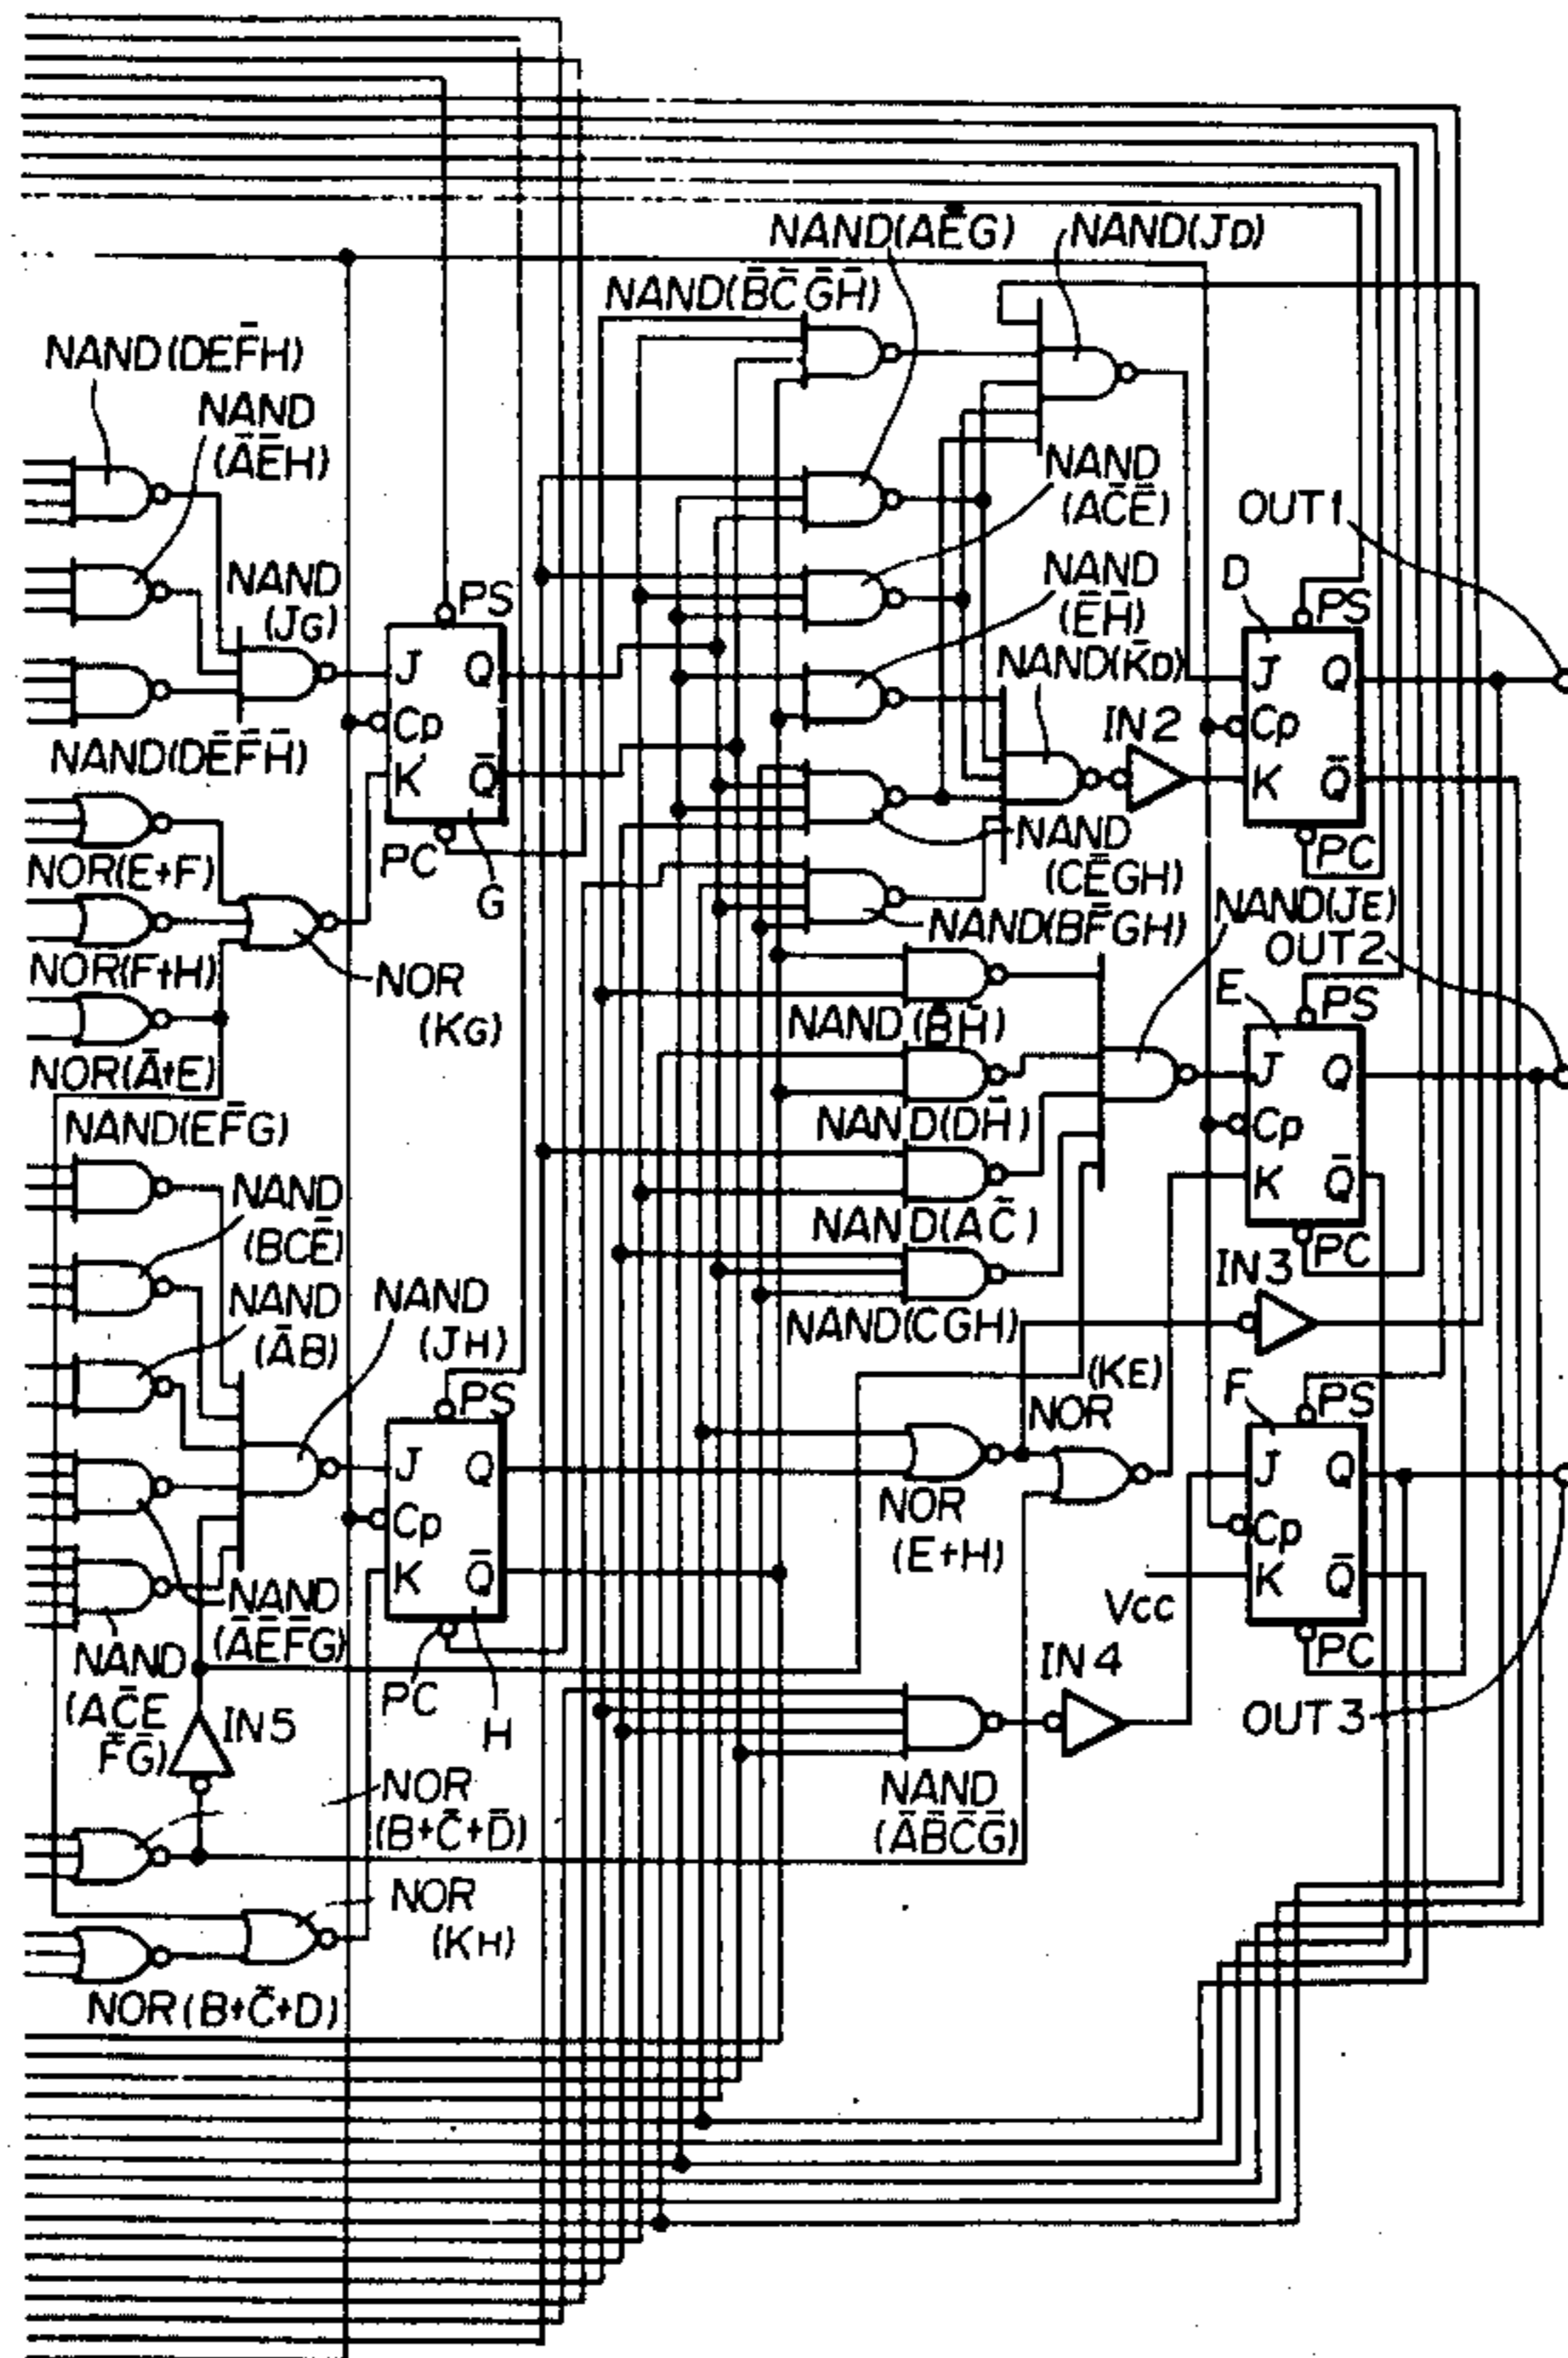 NAND(AĒG)
NAND(JD)
NAND(B̄C̄ḠH̄)
NAND(DEF̄H)
NAND
(ĀĒH)
NAND
(JG)
NAND(DĒF̄H̄)
NOR(E+F)
NOR(F+H)
NOR(Ā+E)
NOR
(KG)
PS
J
Q
Cp
K
Q̄
PC
G
NAND
(AC̄Ē)
NAND
(ĒH̄)
NAND(K̄D)
IN2
NAND
(CĒGH)
NAND(BF̄GH)
OUT1
D
PS
J
Q
Cp
K
Q̄
PC
NAND(JE)
OUT2
NAND(B̄H̄)
NAND(DH̄)
NAND(AC̄)
NAND(CGH)
E
PS
J
Q
Cp
K
Q̄
PC
IN3
NAND(EF̄G)
NAND
(BCĒ)
NAND
(ĀB)
NAND
(JH)
NAND
(ĀĒF̄G)
NAND
(AC̄E
F̄Ḡ)
IN5
PS
J
Q
Cp
K
Q̄
PC
H
(KE)
NOR
NOR
(E+H)
F
PS
J
Q
Cp
K
Q̄
PC
Vcc
IN4
OUT3
NAND
(ĀB̄C̄Ḡ)
NOR
(B+C̄+D̄)
NOR
(KH)
NOR(B+C̄+D)